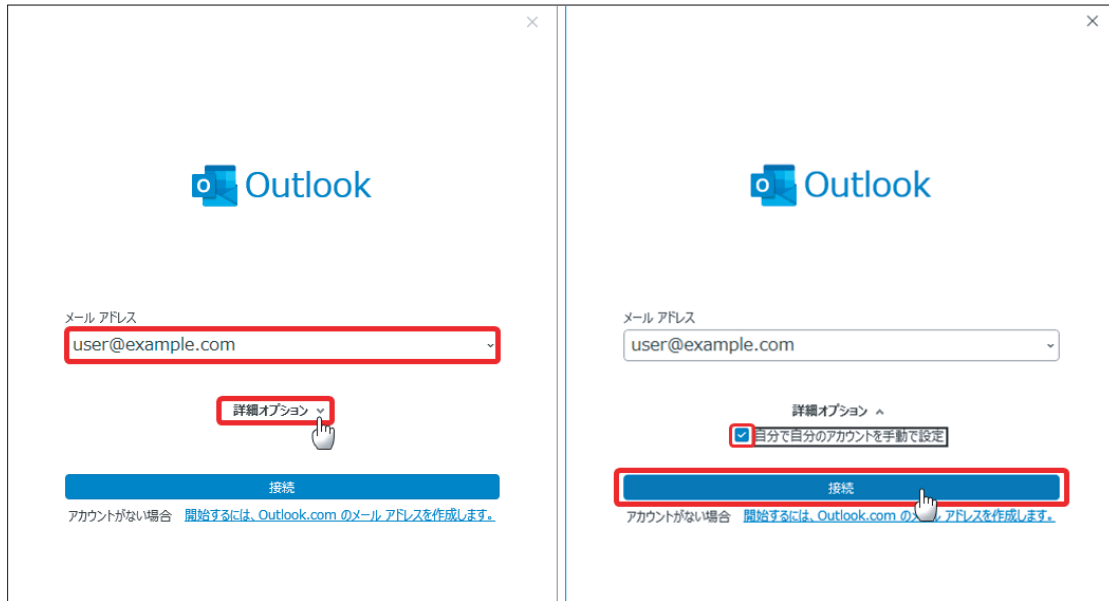 Outlook
メール アドレス
user@example.com
詳細オプション
接続
アカウントがない場合 開始するには、Outlook.com のメール アドレスを作成します。
Outlook
メール アドレス
user@example.com
詳細オプション
自分で自分のアカウントを手動で設定
接続
アカウントがない場合 開始するには、Outlook.com のメール アドレスを作成します。